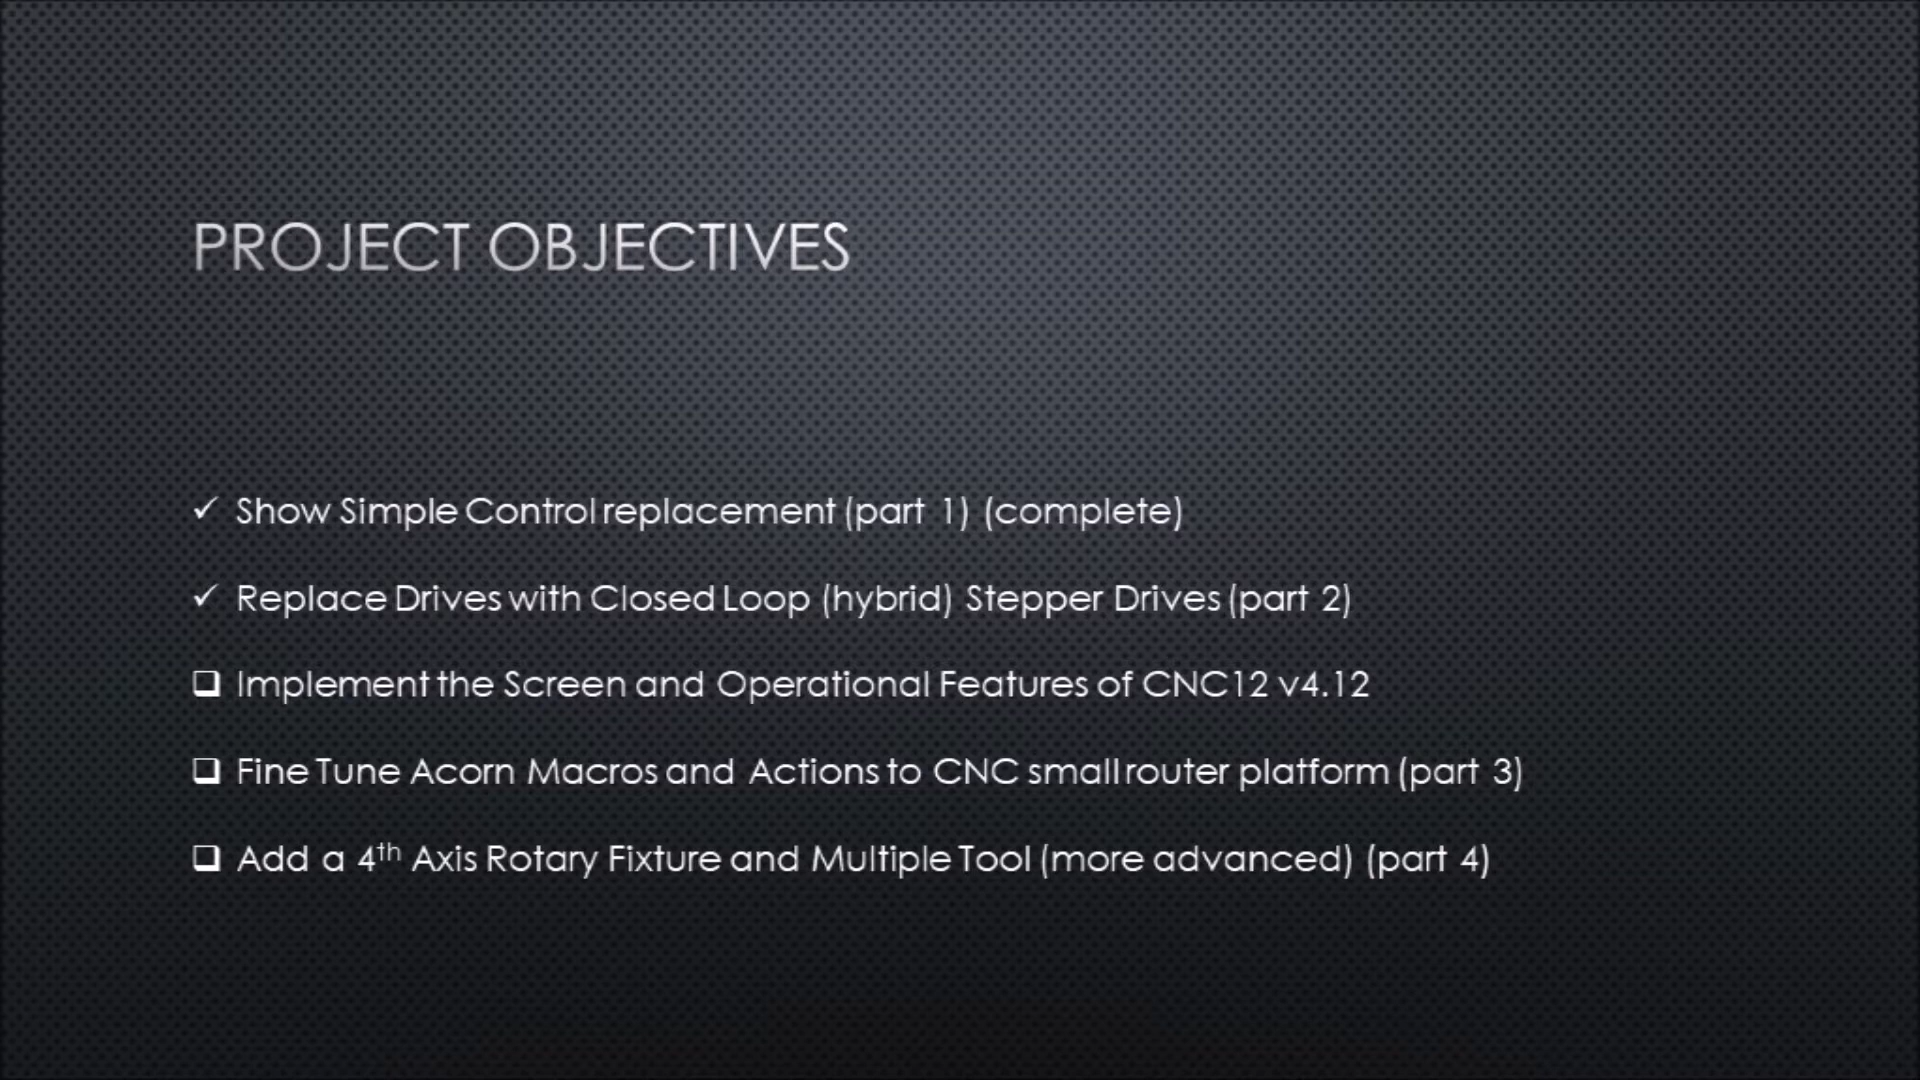 PROJECT OBJECTIVES
✓ Show Simple Control replacement (part 1) (complete)
✓ Replace Drives with Closed Loop (hybrid) Stepper Drives (part 2)
❑ Implement the Screen and Operational Features of CNC12 v4.12
❑ Fine Tune Acorn Macros and Actions to CNC small router platform (part 3)
❑ Add a 4th Axis Rotary Fixture and Multiple Tool (more advanced) (part 4)